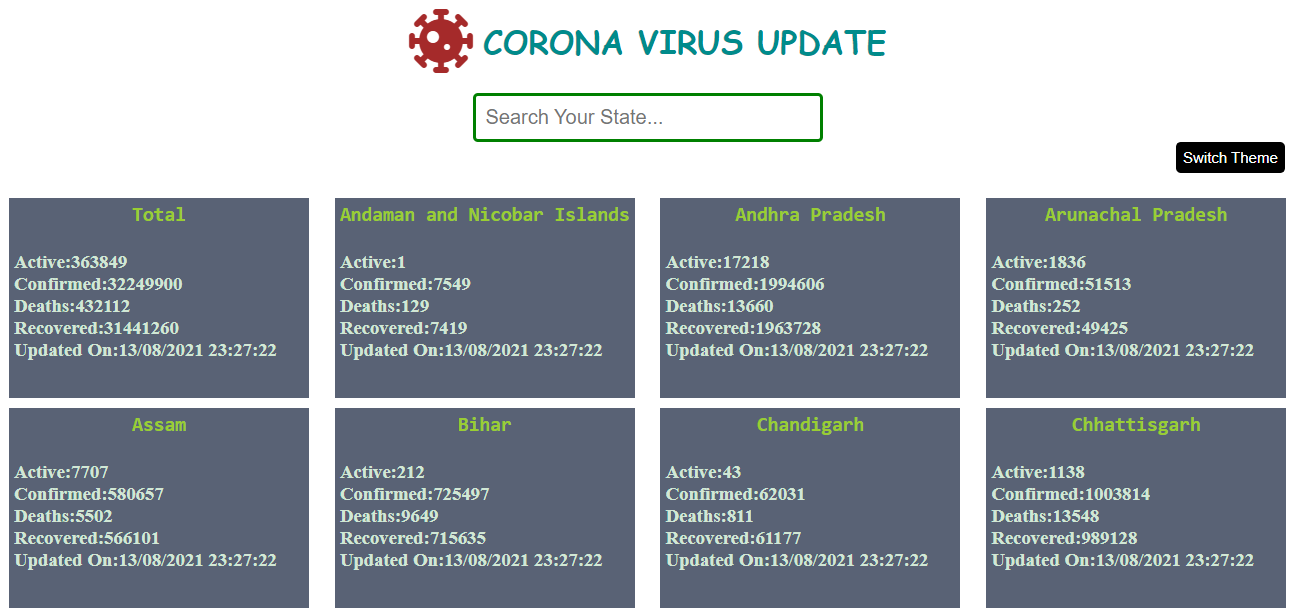 CORONA VIRUS UPDATE
Search Your State...
Switch Theme
Total
Active:363849
Confirmed:32249900
Deaths:432112
Recovered:31441260
Updated On:13/08/2021 23:27:22
Andaman and Nicobar Islands
Active:1
Confirmed:7549
Deaths:129
Recovered:7419
Updated On:13/08/2021 23:27:22
Andhra Pradesh
Active:17218
Confirmed:1994606
Deaths:13660
Recovered:1963728
Updated On:13/08/2021 23:27:22
Arunachal Pradesh
Active:1836
Confirmed:51513
Deaths:252
Recovered:49425
Updated On:13/08/2021 23:27:22
Assam
Active:7707
Confirmed:580657
Deaths:5502
Recovered:566101
Updated On:13/08/2021 23:27:22
Bihar
Active:212
Confirmed:725497
Deaths:9649
Recovered:715635
Updated On:13/08/2021 23:27:22
Chandigarh
Active:43
Confirmed:62031
Deaths:811
Recovered:61177
Updated On:13/08/2021 23:27:22
Chhattisgarh
Active:1138
Confirmed:1003814
Deaths:13548
Recovered:989128
Updated On:13/08/2021 23:27:22